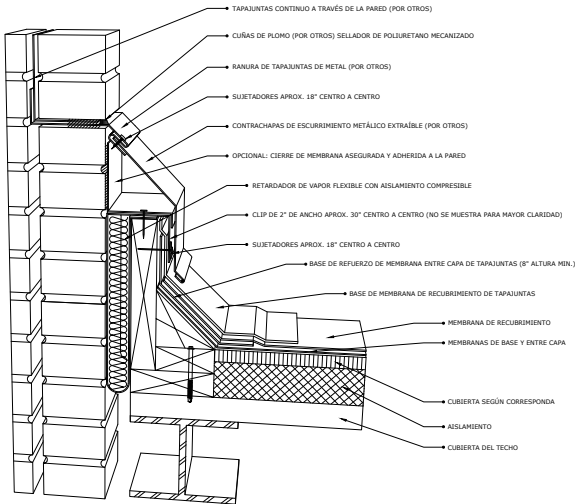 TAPAJUNTAS CONTINUO A TRAVÉS DE LA PARED (POR OTROS)
CUÑAS DE PLOMO (POR OTROS) SELLADOR DE POLIURETANO MECANIZADO
RANURA DE TAPAJUNTAS DE METAL (POR OTROS)
SUJETADORES APROX. 18" CENTRO A CENTRO
CONTRACHAPAS DE ESCURRIMIENTO METÁLICO EXTRAÍBLE (POR OTROS)
OPCIONAL: CIERRE DE MEMBRANA ASEGURADA Y ADHERIDA A LA PARED
RETARDADOR DE VAPOR FLEXIBLE CON AISLAMIENTO COMPRESIBLE
CLIP DE 2" DE ANCHO APROX. 30" CENTRO A CENTRO (NO SE MUESTRA PARA MAYOR CLARIDAD)
SUJETADORES APROX. 18" CENTRO A CENTRO
BASE DE REFUERZO DE MEMBRANA ENTRE CAPA DE TAPAJUNTAS (8" ALTURA MIN.)
BASE DE MEMBRANA DE RECUBRIMIENTO DE TAPAJUNTAS
MEMBRANA DE RECUBRIMIENTO
MEMBRANAS DE BASE Y ENTRE CAPA
CUBIERTA SEGÚN CORRESPONDA
AISLAMIENTO
CUBIERTA DEL TECHO